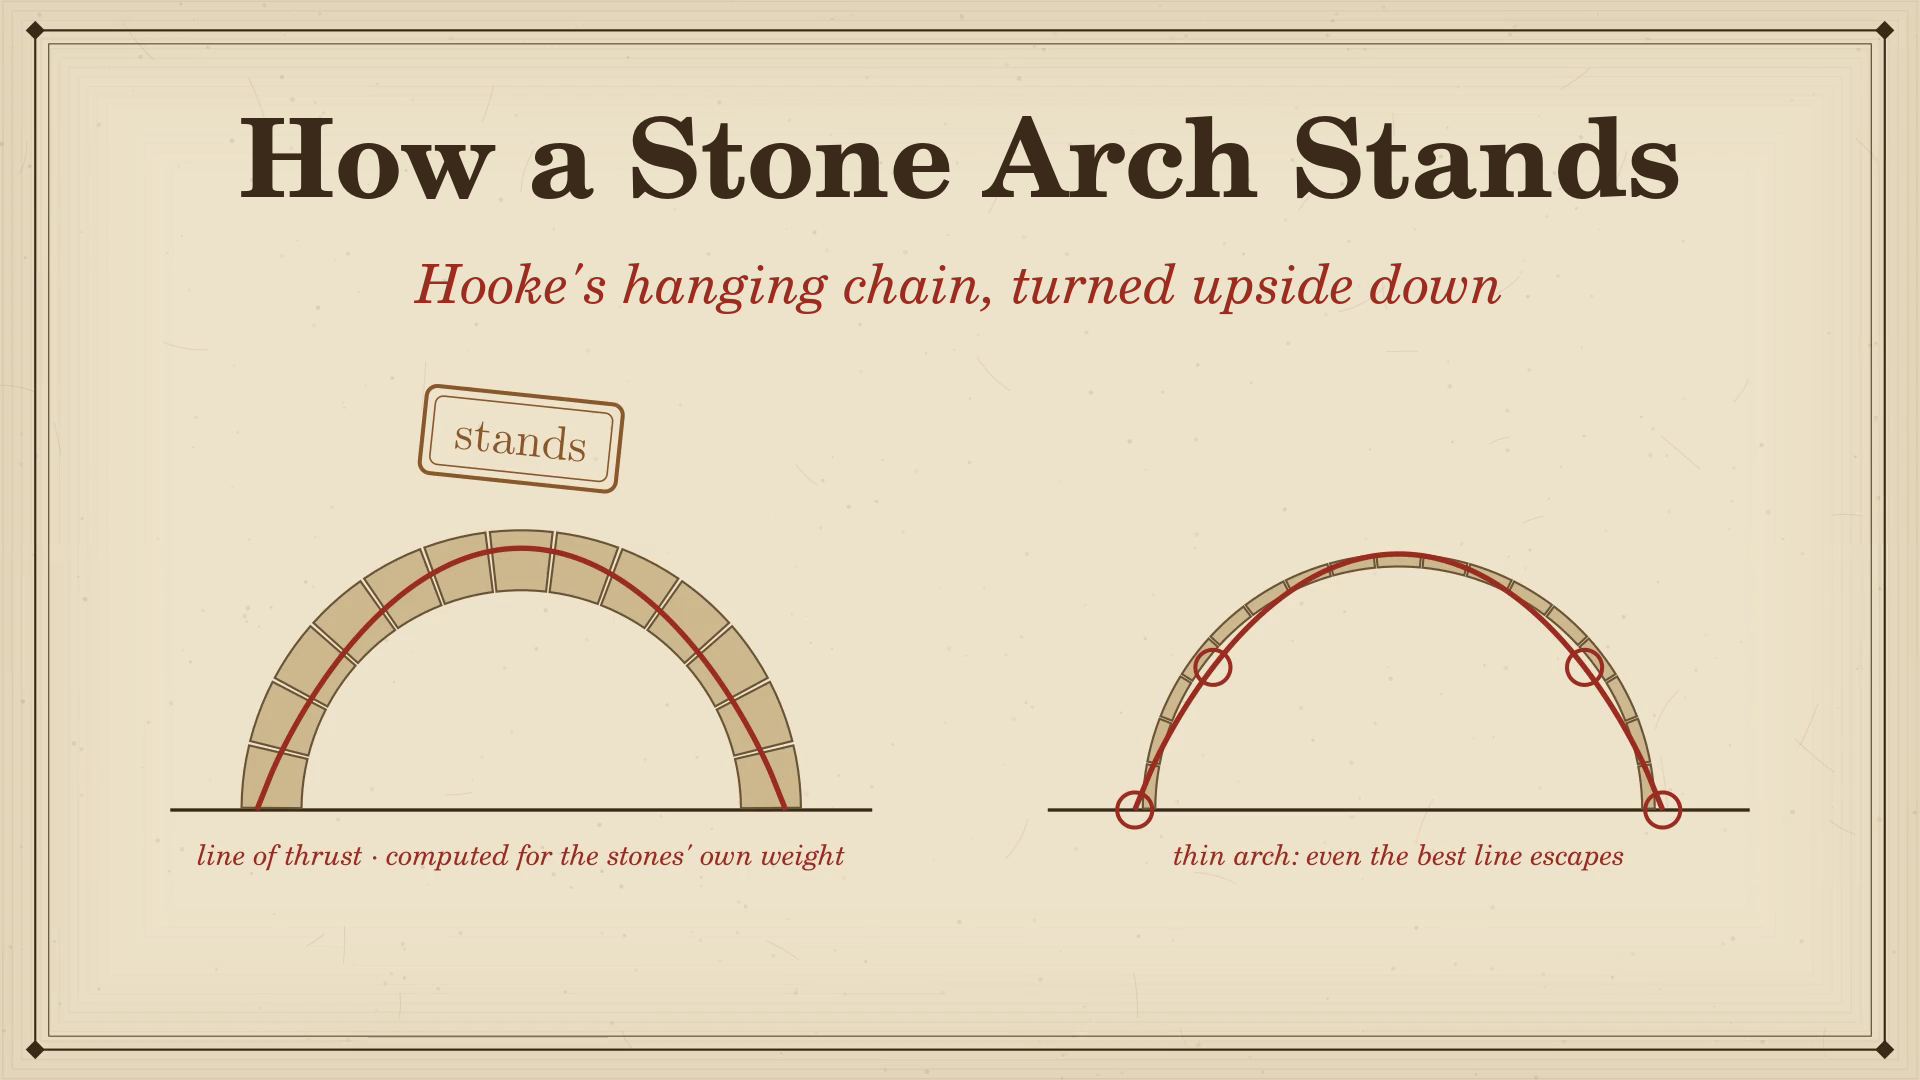 How a Stone Arch Stands
Hooke's hanging chain, turned upside down
stands
line of thrust · computed for the stones' own weight
thin arch: even the best line escapes